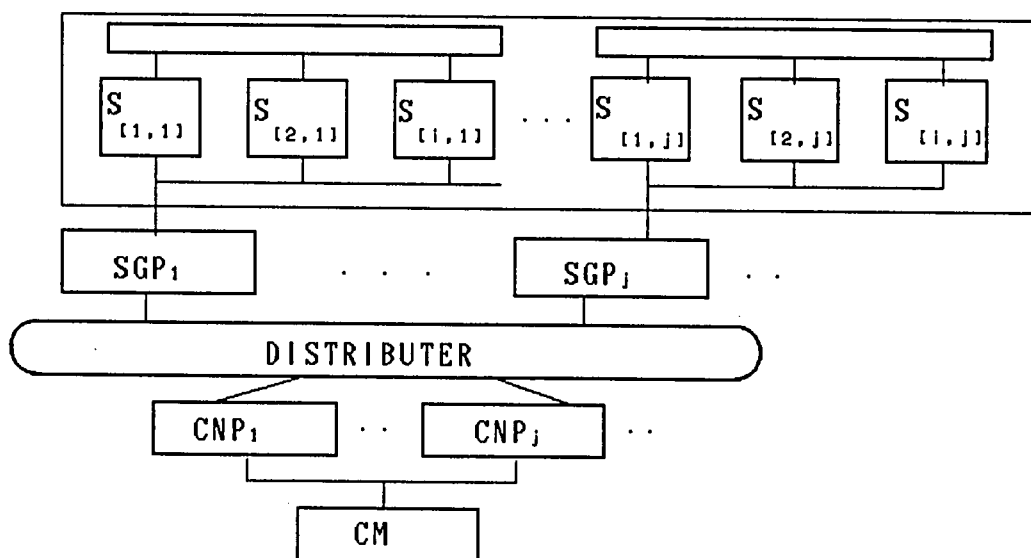 S[1,1] S[2,1] S[i,1] . . . S[1,j] S[2,j] S[i,j]
SGP₁ . . . . SGPⱼ . .
DISTRIBUTER
CNP₁ . . CNPⱼ . .
CM